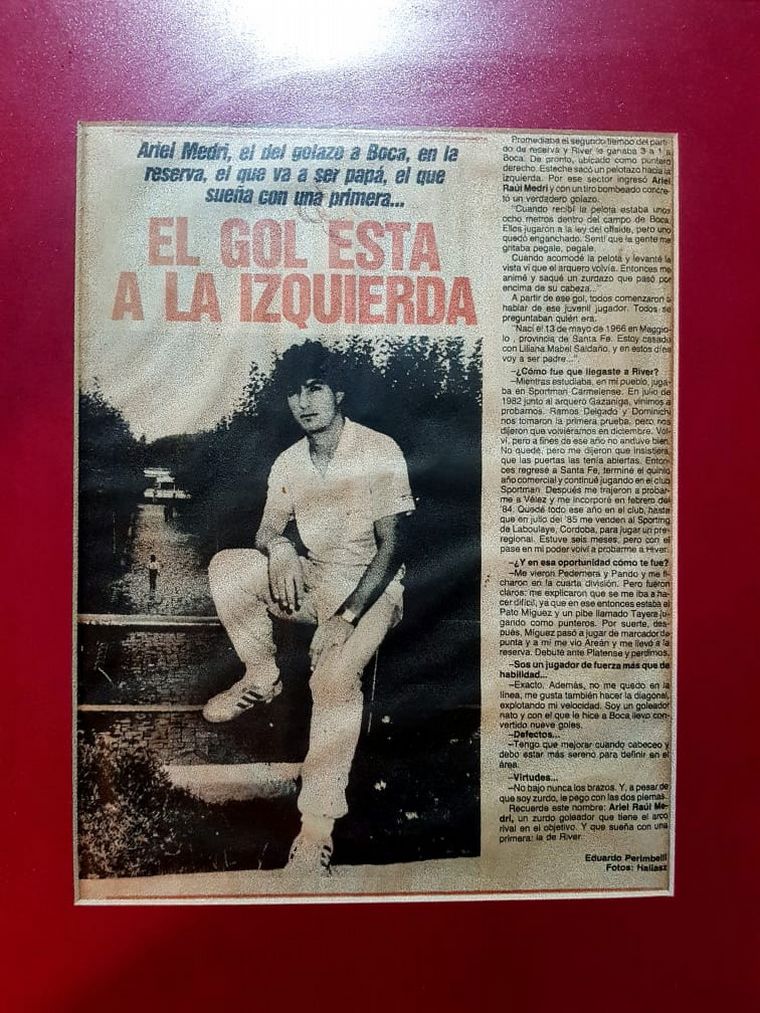 Ariel Medri, el del golazo a Boca, en la
reserva, el que va a ser papá, el que
sueña con una primera...
EL GOL ESTA
A LA IZQUIERDA
Promediaba el segundo tiempo del parti-
do de reserva y River le ganaba 3 a 1 a
Boca. De pronto, ubicado como puntero
derecho, Esteche sacó un pelotazo hacia la
izquierda. Por ese sector ingresó Ariel
Raúl Medri y con un tiro bombeado concre-
tó un verdadero golazo.
"Cuando recibí la pelota estaba unos
ocho metros dentro del campo de Boca.
Ellos jugaron a la ley del offside, pero uno
quedó enganchado. Sentí que la gente me
gritaba pegale, pegale.
Cuando acomodé la pelota y levanté la
vista vi que el arquero volvía. Entonces me
animé y saqué un zurdazo que pasó por
encima de su cabeza..."
A partir de ese gol, todos comenzaron a
hablar de ese juvenil jugador. Todos se
preguntaban quién era.
"Nací el 13 de mayo de 1966 en Maggio-
lo , provincia de Santa Fe. Estoy casado
con Liliana Mabel Saldaño, y en estos días
voy a ser padre...".
–¿Cómo fue que llegaste a River?
–Mientras estudiaba, en mi pueblo, juga-
ba en Sportman Carmelense. En julio de
1982 junto al arquero Gazaniga, vinimos a
probarnos. Ramos Delgado y Dominichi
nos tomaron la primera prueba, pero nos
dijeron que volviéramos en diciembre. Vol-
ví, pero a fines de ese año no anduve bien.
No quedé, pero me dijeron que insistiera,
que las puertas las tenía abiertas. Enton-
ces regresé a Santa Fe, terminé el quinto
año comercial y continué jugando en el club
Sportman. Después me trajeron a probar-
me a Vélez y me incorporé en febrero del
'84. Quedé todo ese año en el club, hasta
que en julio del '85 me venden al Sporting
de Laboulaye, Cordoba, para jugar un pre-
regional. Estuve seis meses, pero con el
pase en mi poder volví a probarme a River.
–¿Y en esa oportunidad cómo te fue?
–Me vieron Pedernera y Pando y me fi-
charon en la cuarta división. Pero fueron
claros: me explicaron que se me iba a ha-
cer difícil, ya que en ese entonces estaba el
Pato Míguez y un pibe llamado Tayera ju-
gando como punteros. Por suerte, des-
pués, Míguez pasó a jugar de marcador de
punta y a mí me vio Areán y me llevó a la
reserva. Debuté ante Platense y perdimos.
–Sos un jugador de fuerza más que de
habilidad...
–Exacto. Además, no me quedo en la
línea, me gusta también hacer la diagonal,
explotando mi velocidad. Soy un goleador
nato y con el que le hice a Boca llevo con-
vertido nueve goles.
–Defectos...
–Tengo que mejorar cuando cabeceo y
debo estar más sereno para definir en el
área.
–Virtudes...
–No bajo nunca los brazos. Y, a pesar de
que soy zurdo, le pego con las dos piernas.
Recuerde este nombre: Ariel Raúl Me-
dri, un zurdo goleador que tiene el arco
rival en el objetivo. Y que sueña con una
primera: la de River.
Eduardo Perimbelli
Fotos: Haliasz